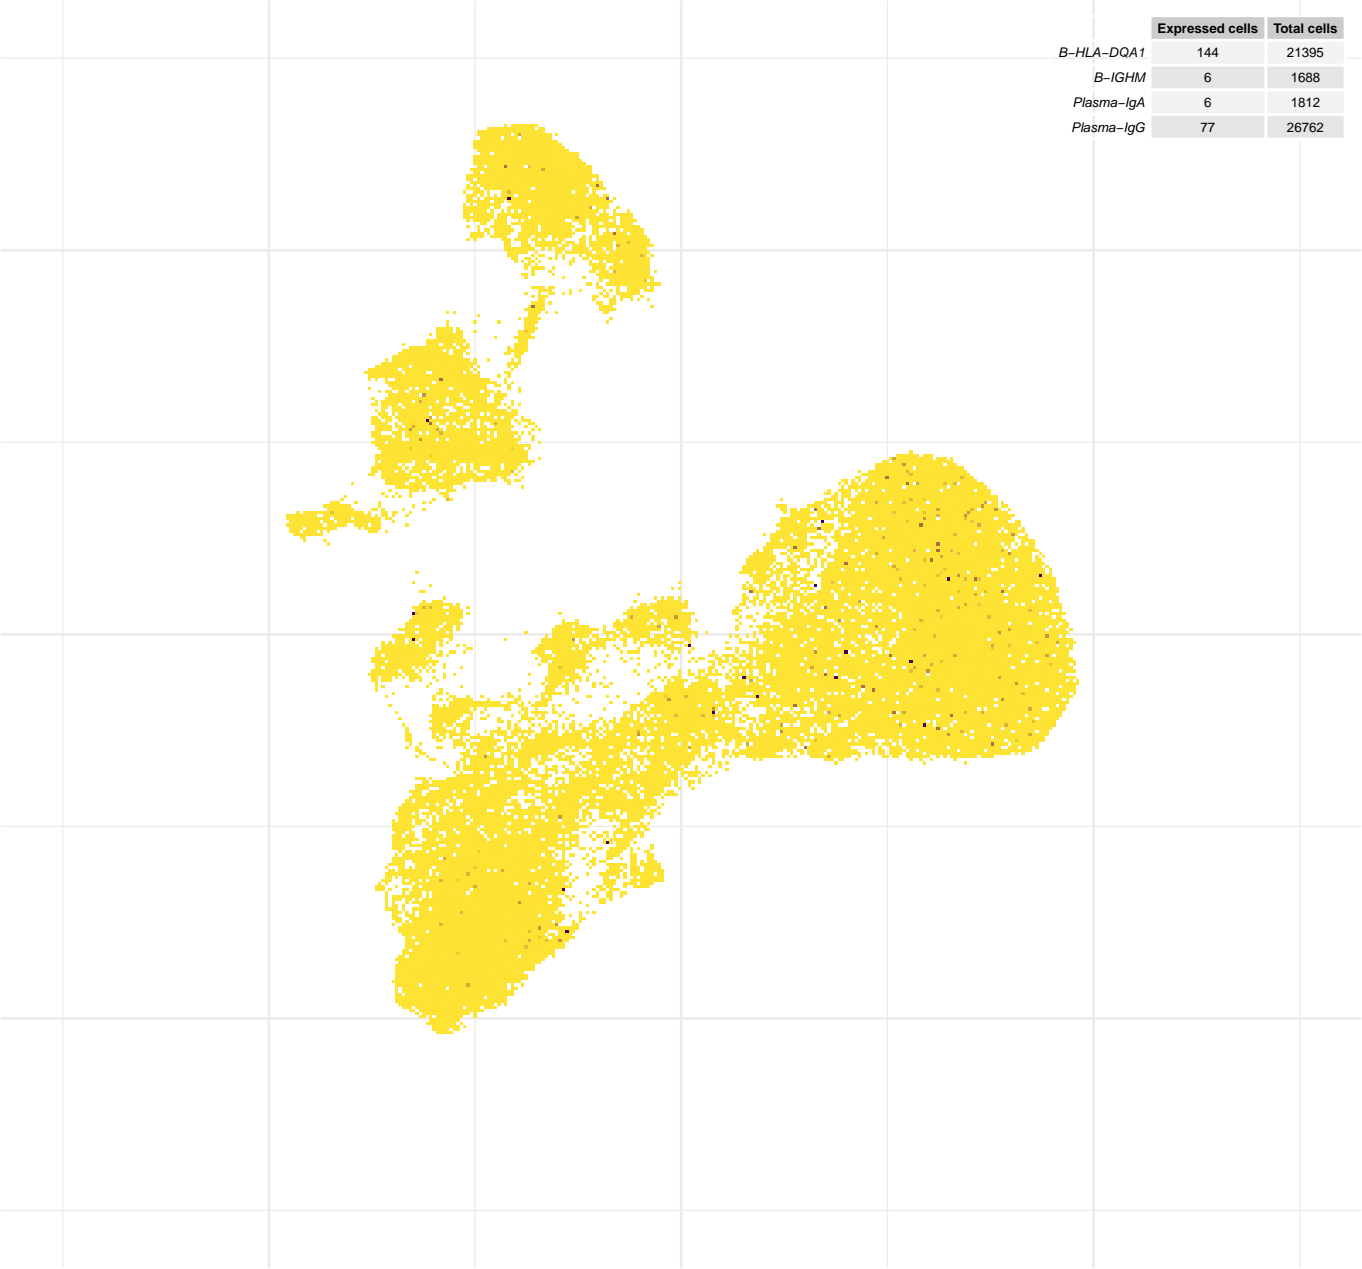 Expressed cells Total cells
B−HLA−DQA1 144 21395
B−IGHM 6 1688
Plasma−IgA 6 1812
Plasma−IgG 77 26762